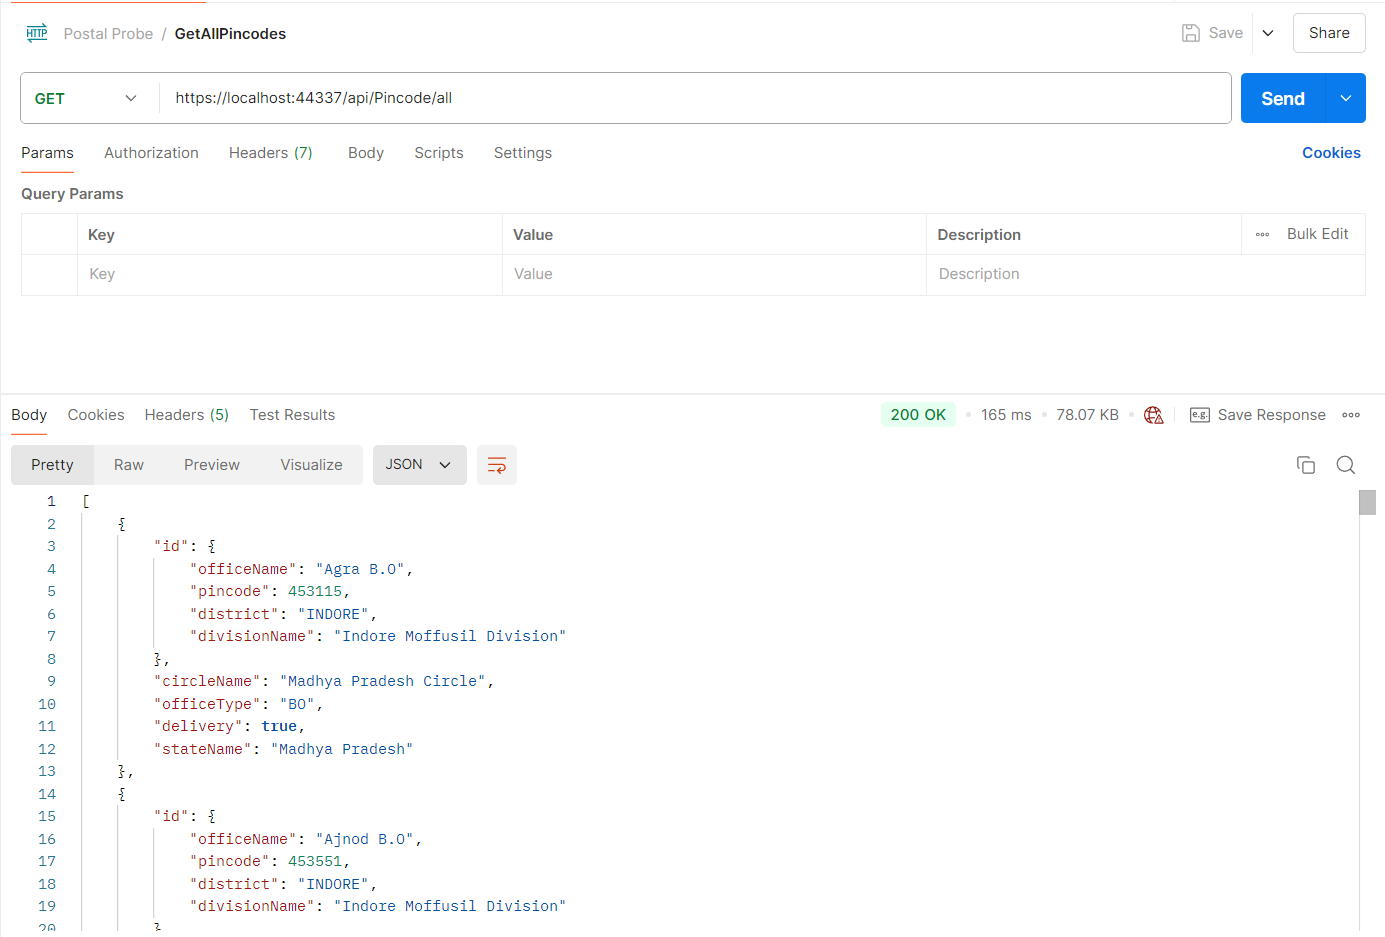 HTTP Postal Probe / GetAllPincodes Save Share
GET https://localhost:44337/api/Pincode/all Send
Params Authorization Headers (7) Body Scripts Settings Cookies
Query Params
Key Value Description Bulk Edit
Key Value Description
Body Cookies Headers (5) Test Results 200 OK 165 ms 78.07 KB e.g. Save Response
Pretty Raw Preview Visualize JSON
1 [
2 {
3 "id": {
4 "officeName": "Agra B.O",
5 "pincode": 453115,
6 "district": "INDORE",
7 "divisionName": "Indore Moffusil Division"
8 },
9 "circleName": "Madhya Pradesh Circle",
10 "officeType": "BO",
11 "delivery": true,
12 "stateName": "Madhya Pradesh"
13 },
14 {
15 "id": {
16 "officeName": "Ajnod B.O",
17 "pincode": 453551,
18 "district": "INDORE",
19 "divisionName": "Indore Moffusil Division"
20 }